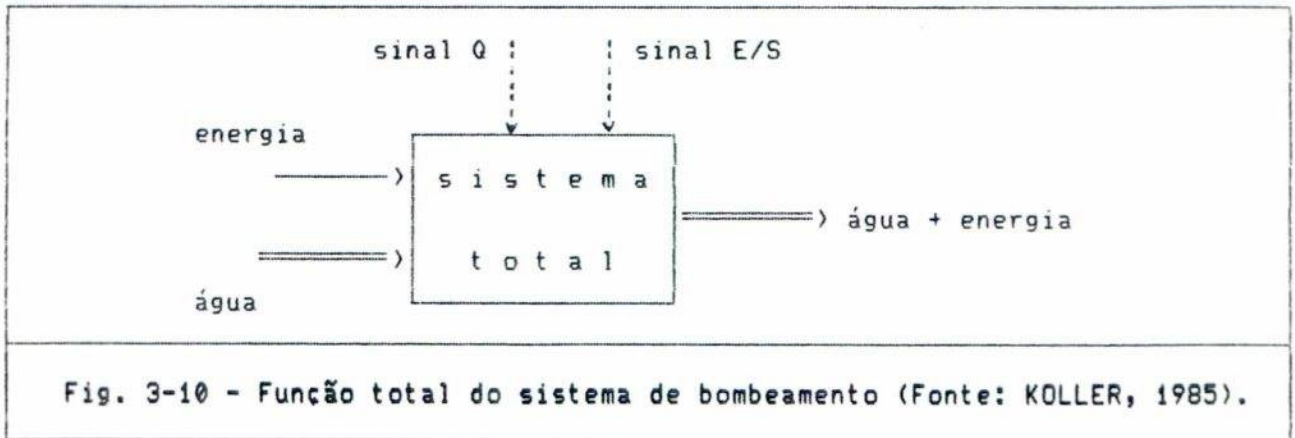 sinal Q sinal E/S
energia
s i s t e m a
água + energia
t o t a l
água
Fig. 3-10 - Função total do sistema de bombeamento (Fonte: KOLLER, 1985).